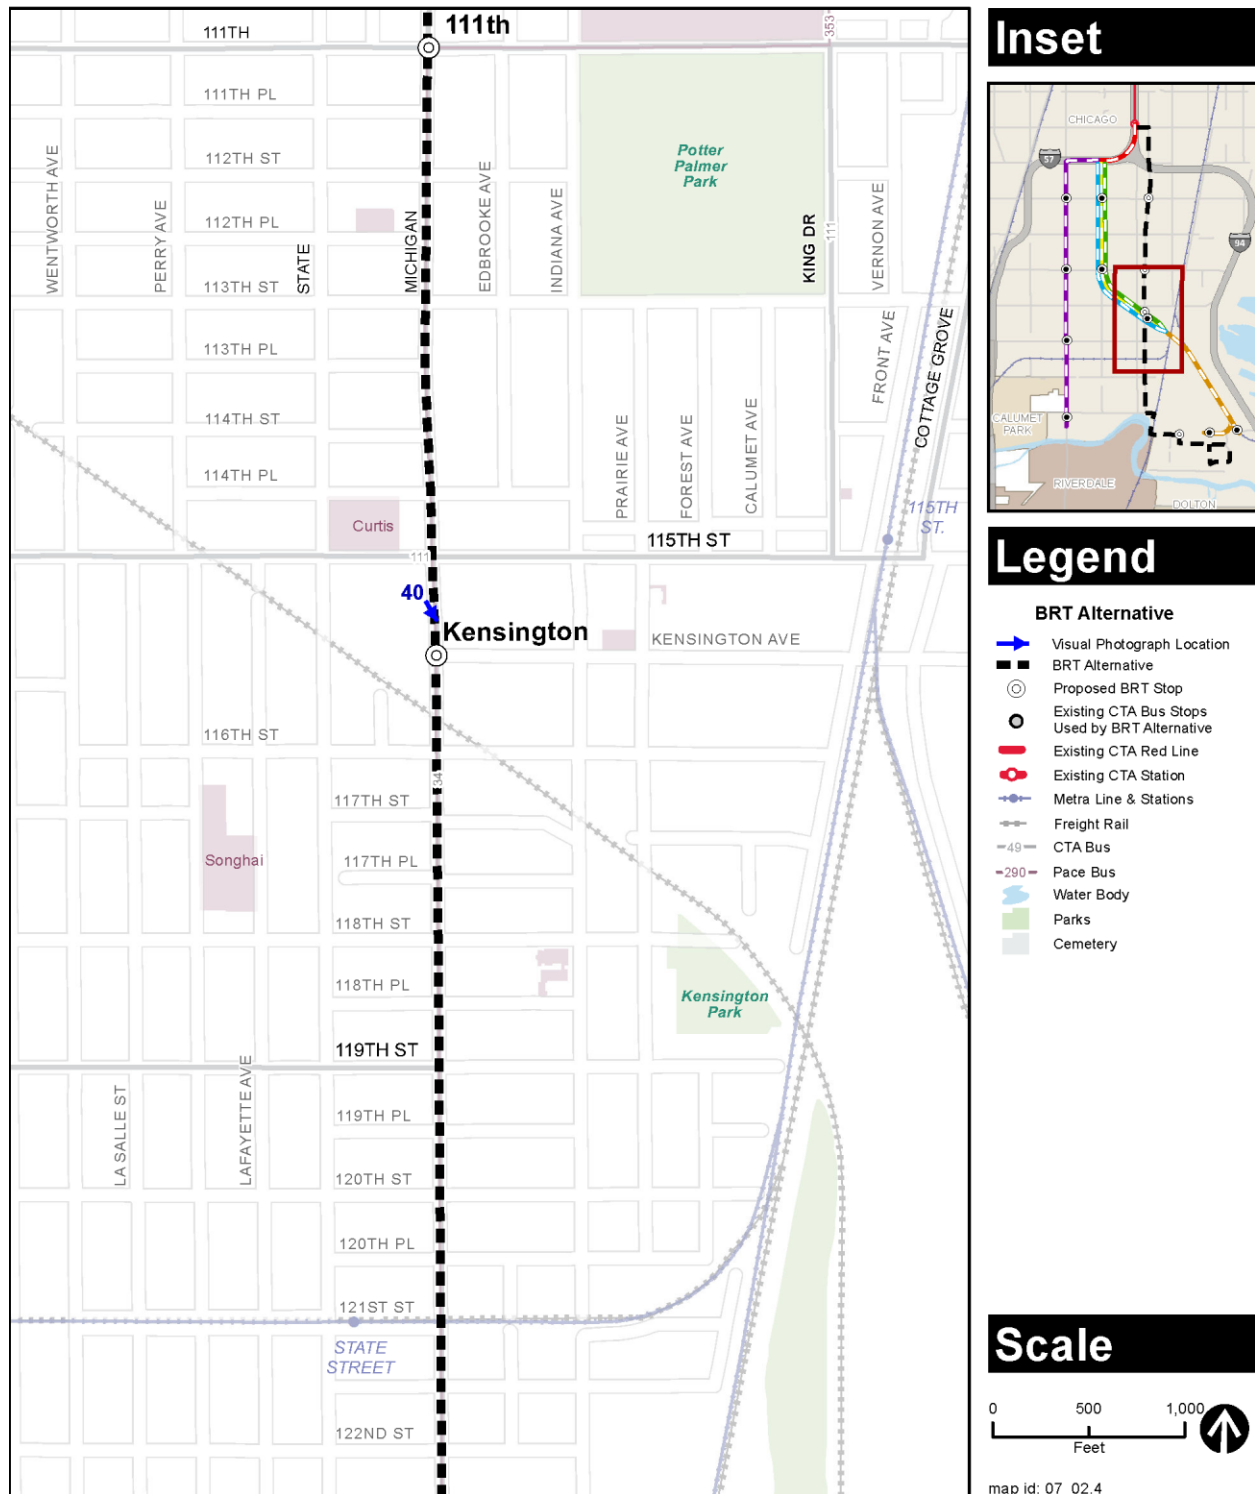 111TH
111th
353
Inset
111TH PL
112TH ST
Potter
Palmer
Park
WENTWORTH AVE
PERRY AVE
112TH PL
STATE
MICHIGAN
EDBROOKE AVE
INDIANA AVE
KING DR
111
VERNON AVE
113TH ST
113TH PL
FRONT AVE
COTTAGE GROVE
114TH ST
114TH PL
PRAIRIE AVE
FOREST AVE
CALUMET AVE
Curtis
115TH
ST.
115TH ST
111
40
Kensington
KENSINGTON AVE
116TH ST
34
117TH ST
Songhai
117TH PL
118TH ST
118TH PL
Kensington
Park
119TH ST
LA SALLE ST
LAFAYETTE AVE
119TH PL
120TH ST
120TH PL
121ST ST
STATE
STREET
122ND ST
CHICAGO
57
94
CALUMET
PARK
RIVERDALE
DOLTON
Legend
BRT Alternative
Visual Photograph Location
BRT Alternative
Proposed BRT Stop
Existing CTA Bus Stops
Used by BRT Alternative
Existing CTA Red Line
Existing CTA Station
Metra Line & Stations
Freight Rail
49 CTA Bus
290 Pace Bus
Water Body
Parks
Cemetery
Scale
0 500 1,000
Feet
map id: 07_02.4